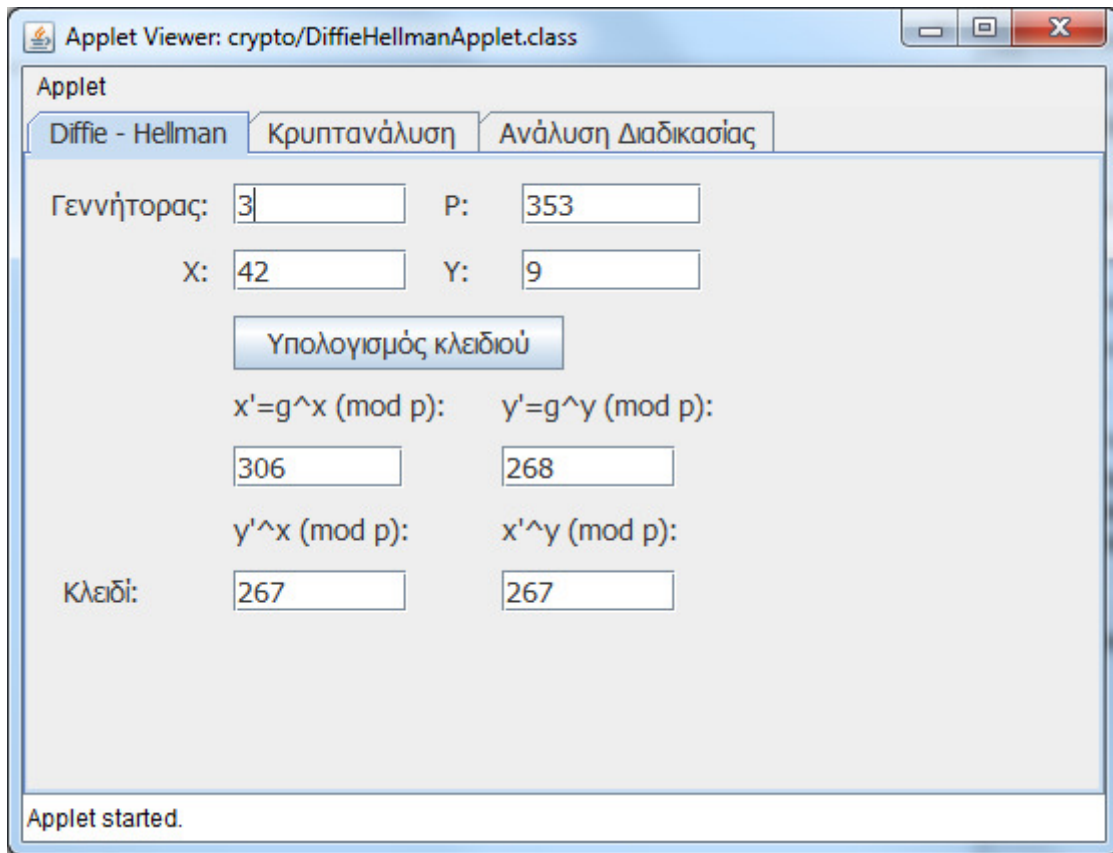 Applet Viewer: crypto/DiffieHellmanApplet.class
Applet
Diffie - Hellman Κρυπτανάλυση Ανάλυση Διαδικασίας
Γεννήτορας: 3 P: 353
X: 42 Y: 9
Υπολογισμός κλειδιού
x'=g^x (mod p): y'=g^y (mod p):
306 268
y'^x (mod p): x'^y (mod p):
Κλειδί: 267 267
Applet started.